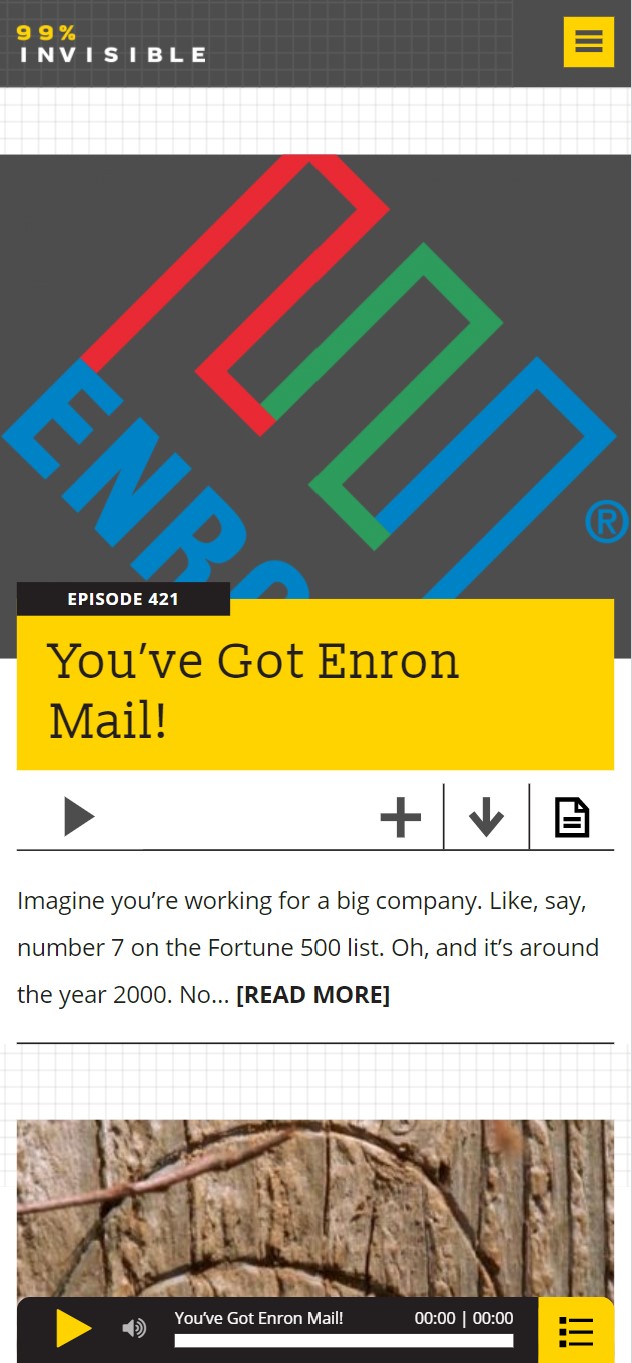 99%
INVISIBLE
ENRO
®
EPISODE 421
You’ve Got Enron
Mail!
Imagine you’re working for a big company. Like, say,
number 7 on the Fortune 500 list. Oh, and it’s around
the year 2000. No... [READ MORE]
You’ve Got Enron Mail!
00:00 | 00:00